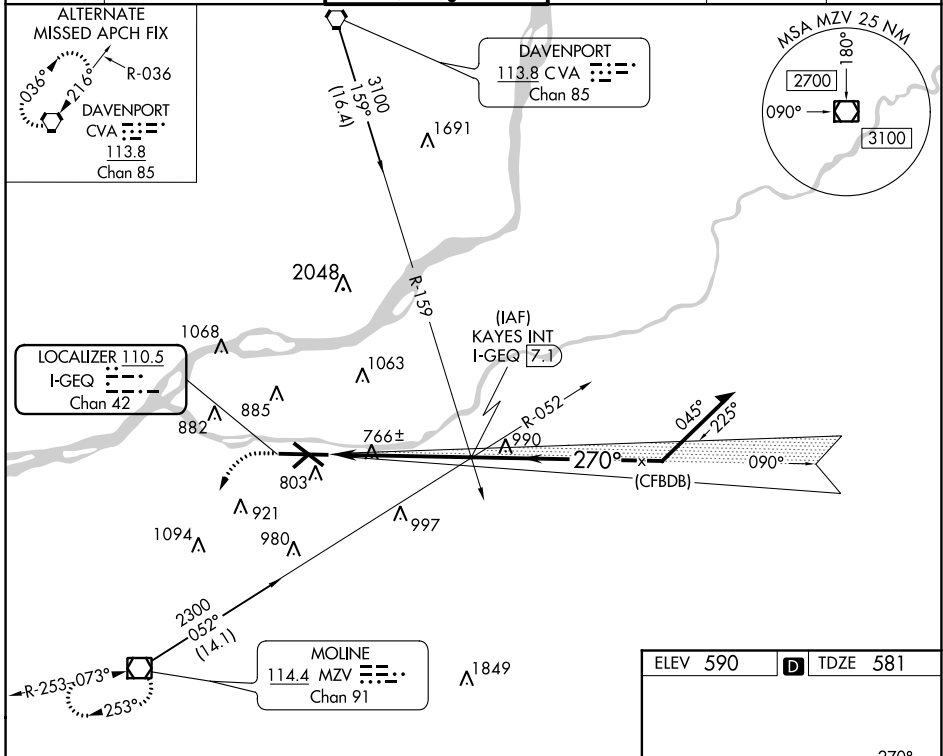 ALTERNATE
MISSED APCH FIX
036°
216°
R-036
DAVENPORT
CVA
113.8
Chan 85
DAVENPORT
113.8 CVA
Chan 85
3100
159°
(16.4)
MSA MZV 25 NM
180°
2700
090°
3100
1691
2048
R-159
(IAF)
KAYES INT
I-GEQ 7.1
1068
LOCALIZER 110.5
I-GEQ
Chan 42
1063
885
882
R-052
045°
225°
766±
990
270°
x
090°
(CFBDB)
803
921
997
1094
980
2300
052°
(14.1)
MOLINE
114.4 MZV
Chan 91
1849
R-253
073°
253°
ELEV 590
D
TDZE 581
270°